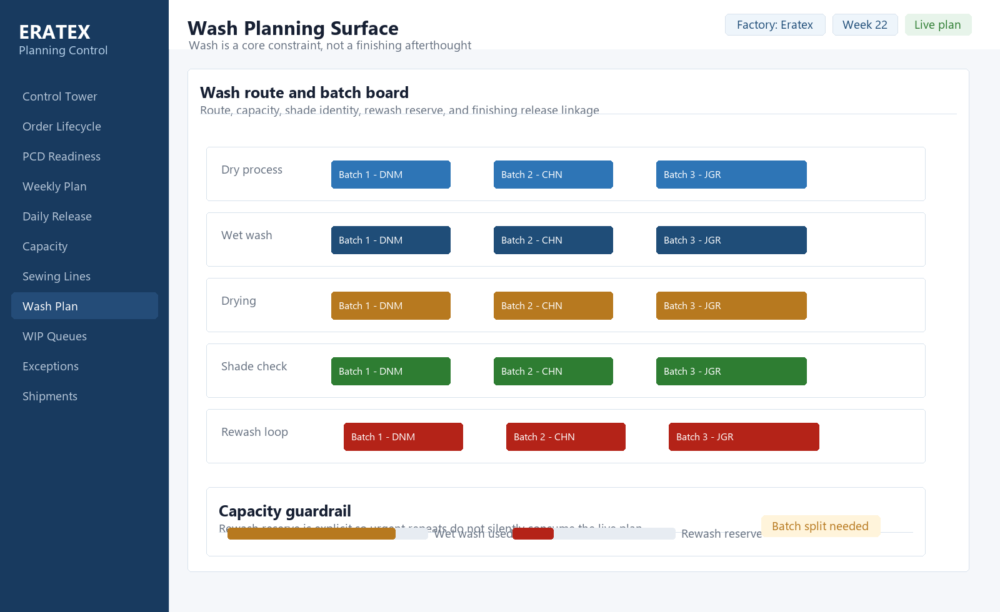 ERATEX
Planning Control
Control Tower
Order Lifecycle
PCD Readiness
Weekly Plan
Daily Release
Capacity
Sewing Lines
Wash Plan
WIP Queues
Exceptions
Shipments
Wash Planning Surface
Wash is a core constraint, not a finishing afterthought
Factory: Eratex
Week 22
Live plan
Wash route and batch board
Route, capacity, shade identity, rewash reserve, and finishing release linkage
Dry process
Batch 1 - DNM
Batch 2 - CHN
Batch 3 - JGR
Wet wash
Batch 1 - DNM
Batch 2 - CHN
Batch 3 - JGR
Drying
Batch 1 - DNM
Batch 2 - CHN
Batch 3 - JGR
Shade check
Batch 1 - DNM
Batch 2 - CHN
Batch 3 - JGR
Rewash loop
Batch 1 - DNM
Batch 2 - CHN
Batch 3 - JGR
Capacity guardrail
Rewash reserve is explicit so urgent repeats do not silently consume the live plan
Wet wash used
Rewash reserve
Batch split needed